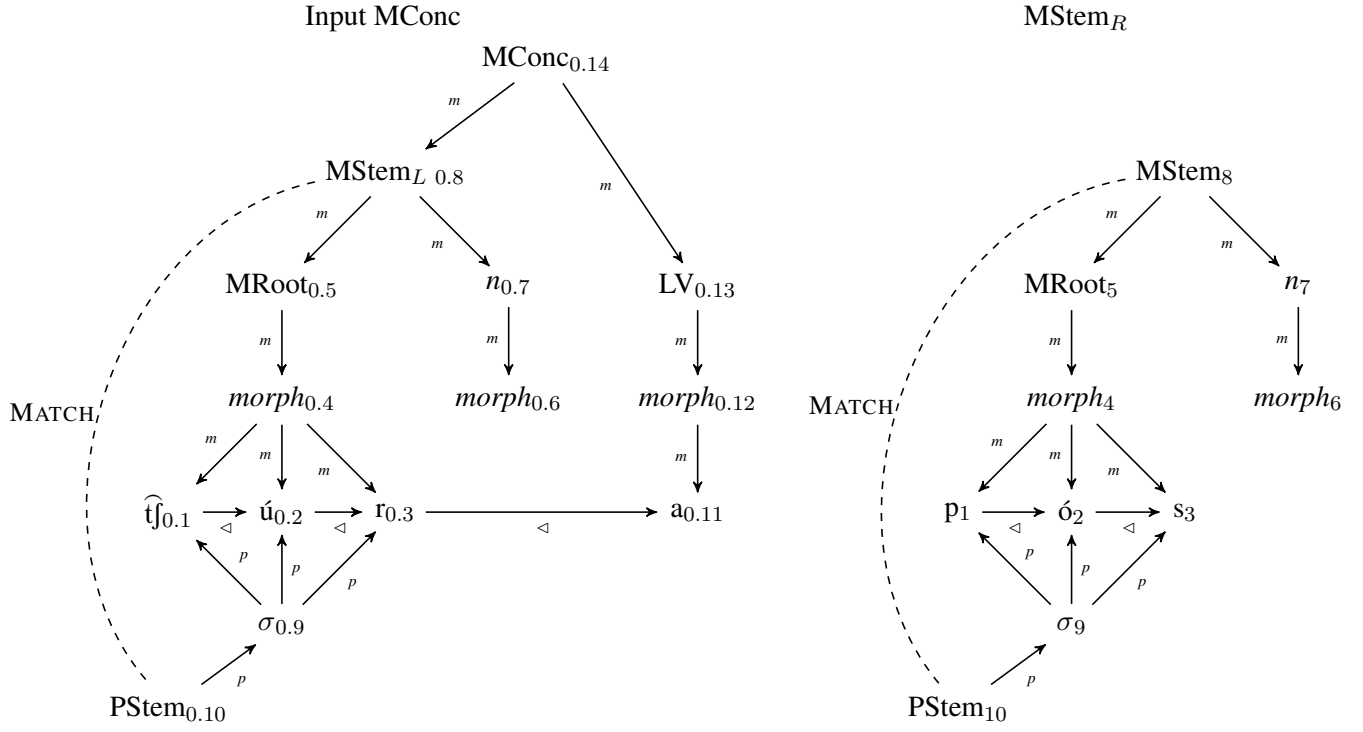 Input MConc MStem_R
MConc_0.14
m
MStem_L 0.8 MStem_8
m m m m m
MRoot_0.5 n_0.7 LV_0.13 MRoot_5 n_7
m m m m m
morph_0.4 morph_0.6 morph_0.12 morph_4 morph_6
MATCH MATCH
m m m m m m m
t͡ʃ_0.1 ú_0.2 r_0.3 a_0.11 p_1 ó_2 s_3
◁ ◁ ◁ ◁ ◁
p p p p p p
σ_0.9 σ_9
p p
PStem_0.10 PStem_10